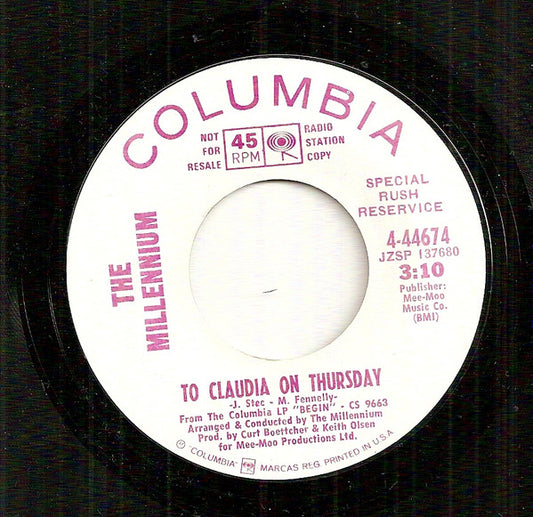 COLUMBIA
NOT
FOR
RESALE
45
RPM
RADIO
STATION
COPY
SPECIAL
RUSH
RESERVICE
4-44674
JZSP 137680
3:10
Publisher:
Mee-Moo
Music Co.
(BMI)
THE
MILLENNIUM
TO CLAUDIA ON THURSDAY
-J. Stec - M. Fennelly-
From The Columbia LP "BEGIN" - CS 9663
Arranged & Conducted by The Millennium
Prod. by Curt Boettcher & Keith Olsen
for Mee-Moo Productions Ltd.
Ⓟ "COLUMBIA" MARCAS REG. PRINTED IN U.S.A.